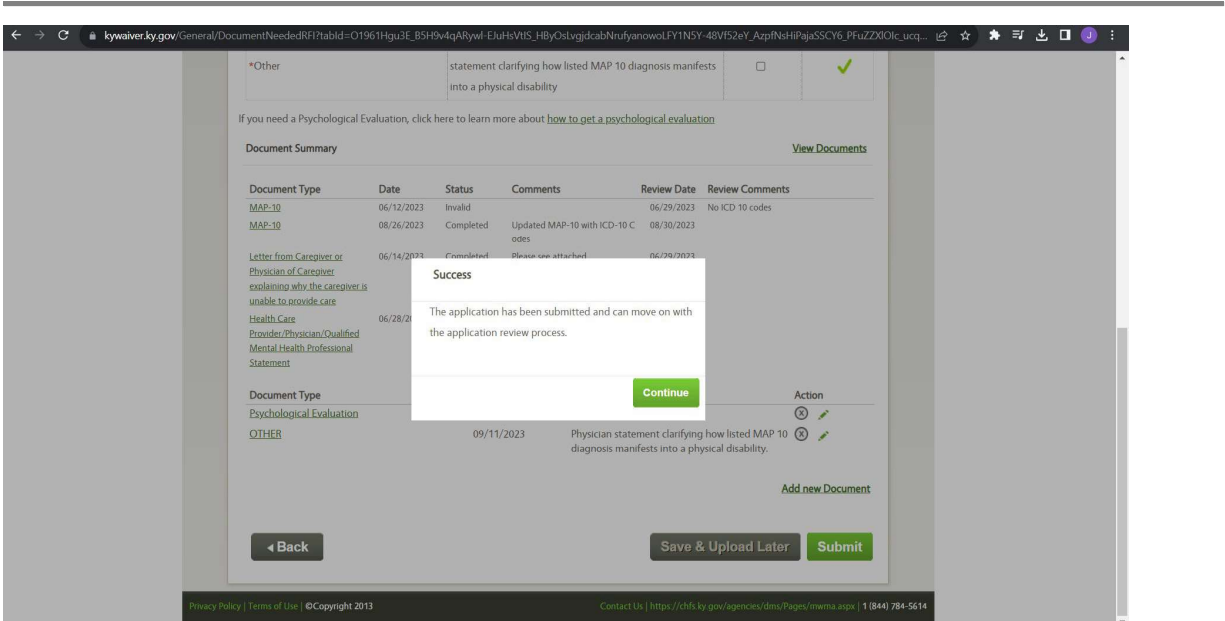 kywaiver.ky.gov/General/DocumentNeededRFI?tabId=O1961Hgu3E_B5H9v4qARywl-EJuHsVtIS_HByOsLvgjdcabNrufyanowoLFY1N5Y-48Vf52eY_AzpfNsHiPajaSSCY6_PFuZZXlOIc_ucq...
J
*Other statement clarifying how listed MAP 10 diagnosis manifests
into a physical disability
If you need a Psychological Evaluation, click here to learn more about how to get a psychological evaluation
Document Summary View Documents
Document Type Date Status Comments Review Date Review Comments
MAP-10 06/12/2023 Invalid 06/29/2023 No ICD 10 codes
MAP-10 08/26/2023 Completed Updated MAP-10 with ICD-10 C 08/30/2023
odes
Letter from Caregiver or 06/14/2023 Completed Please see attached 06/29/2023
Physician of Caregiver
explaining why the caregiver is
unable to provide care
Health Care 06/28/20
Provider/Physician/Qualified
Mental Health Professional
Statement
Success
The application has been submitted and can move on with
the application review process.
Continue
Document Type Action
Psychological Evaluation
OTHER 09/11/2023 Physician statement clarifying how listed MAP 10
diagnosis manifests into a physical disability.
Add new Document
Back Save & Upload Later Submit
Privacy Policy | Terms of Use | ©Copyright 2013 Contact Us | https://chfs.ky.gov/agencies/dms/Pages/mwma.aspx | 1 (844) 784-5614